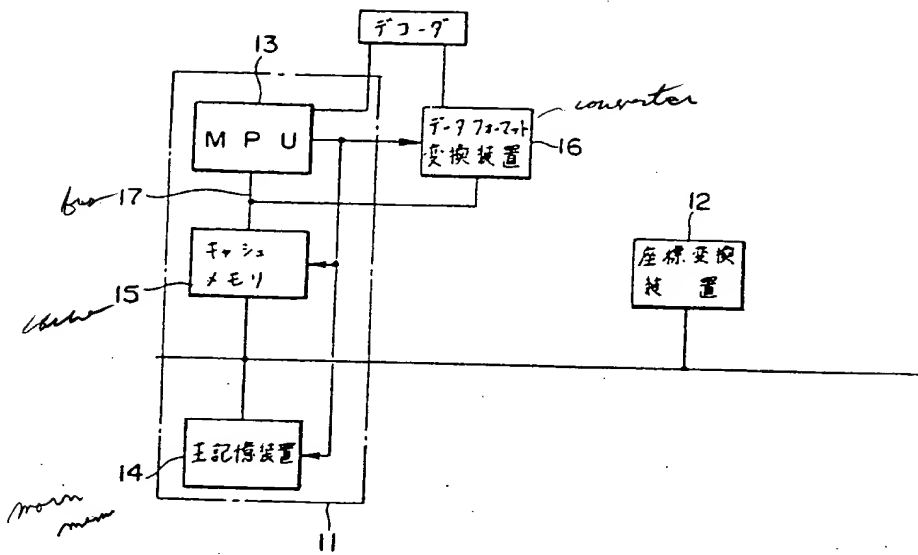 デコーダ
13
MPU
converter
データフォーマット
変換装置
16
bus 17
12
座標変換
装置
キャッシュ
メモリ
15
cache
主記憶装置
14
main
mem
11